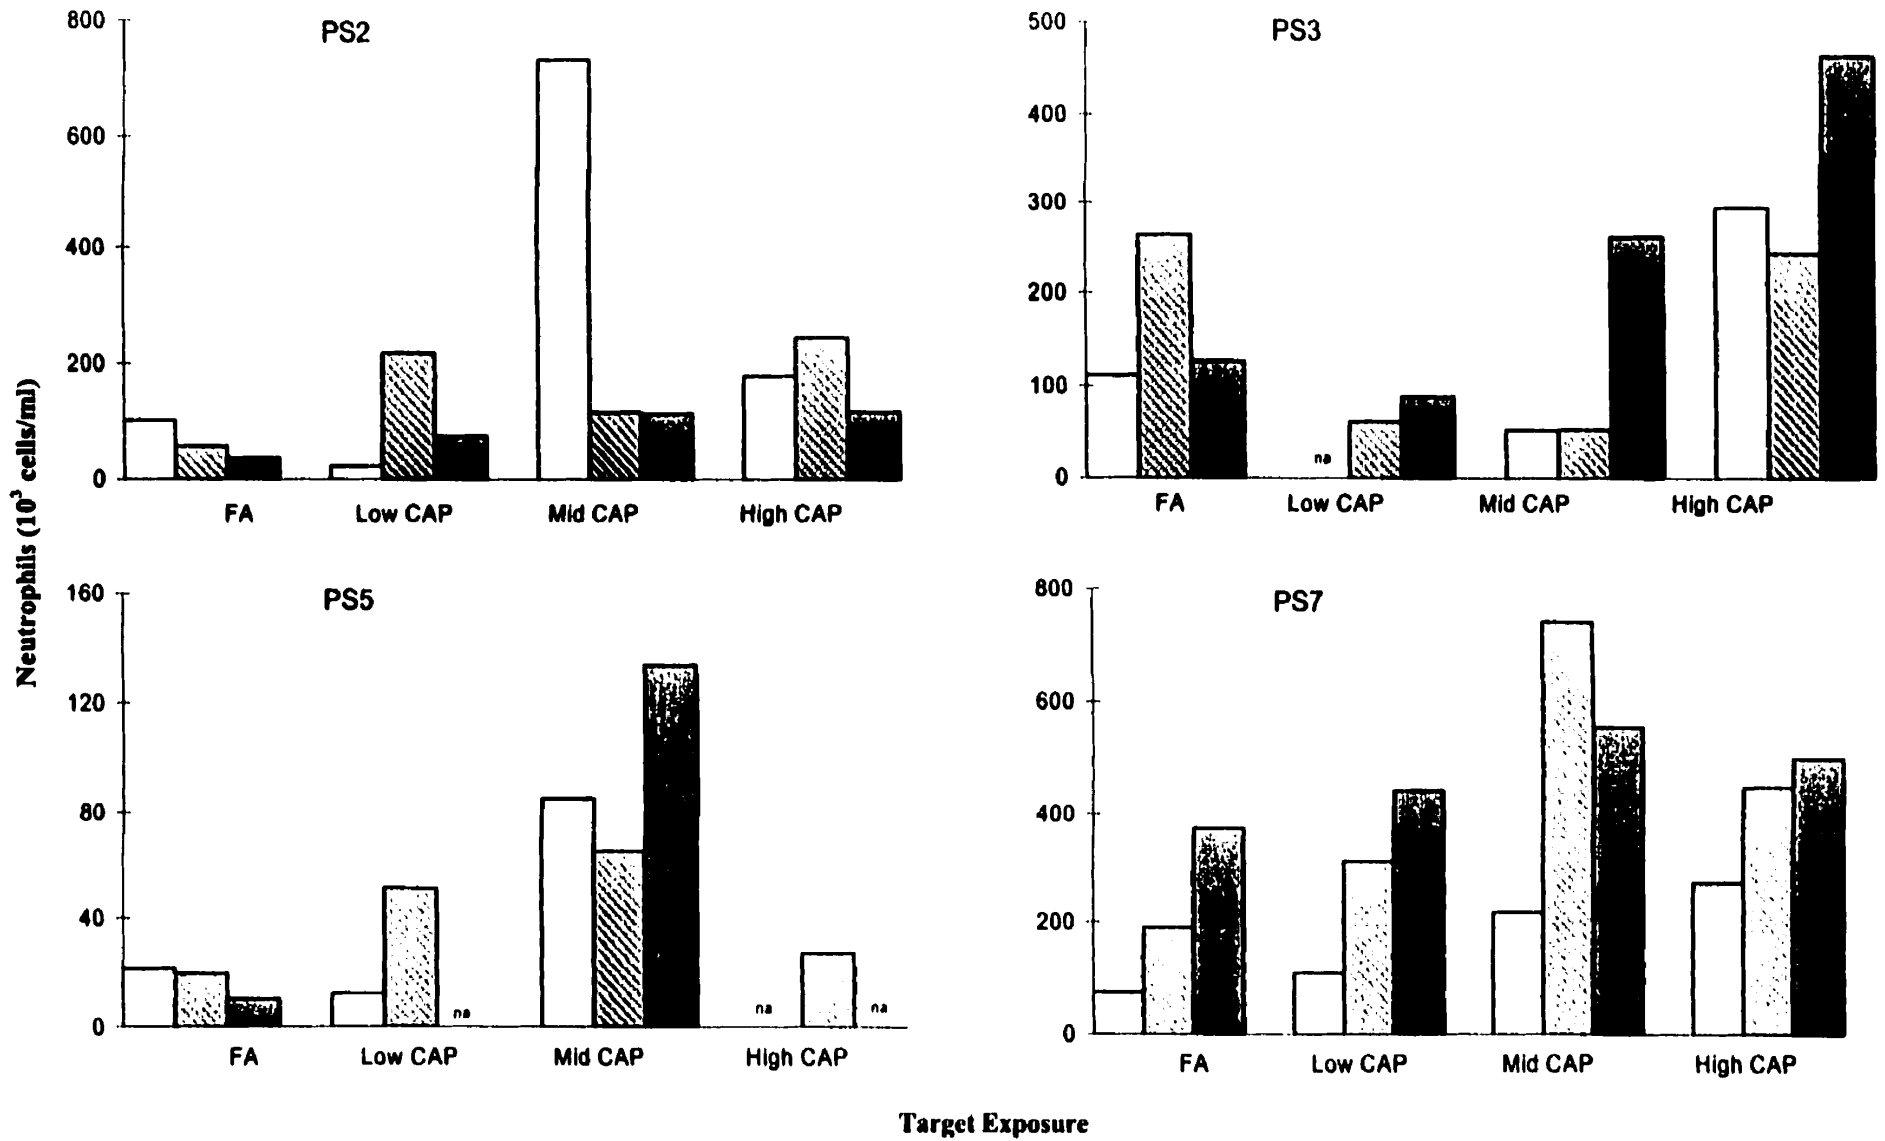 PS2
800
600
400
200
0
FA Low CAP Mid CAP High CAP
PS3
500
400
300
200
100
0
na
FA Low CAP Mid CAP High CAP
Neutrophils (10³ cells/ml)
PS5
160
120
80
40
0
na na na
FA Low CAP Mid CAP High CAP
PS7
800
600
400
200
0
FA Low CAP Mid CAP High CAP
Target Exposure